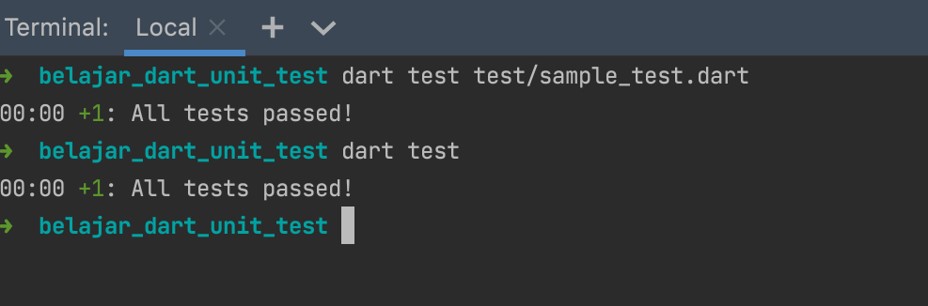 Terminal: Local × + ⌄
→ belajar_dart_unit_test dart test test/sample_test.dart
00:00 +1: All tests passed!
→ belajar_dart_unit_test dart test
00:00 +1: All tests passed!
→ belajar_dart_unit_test